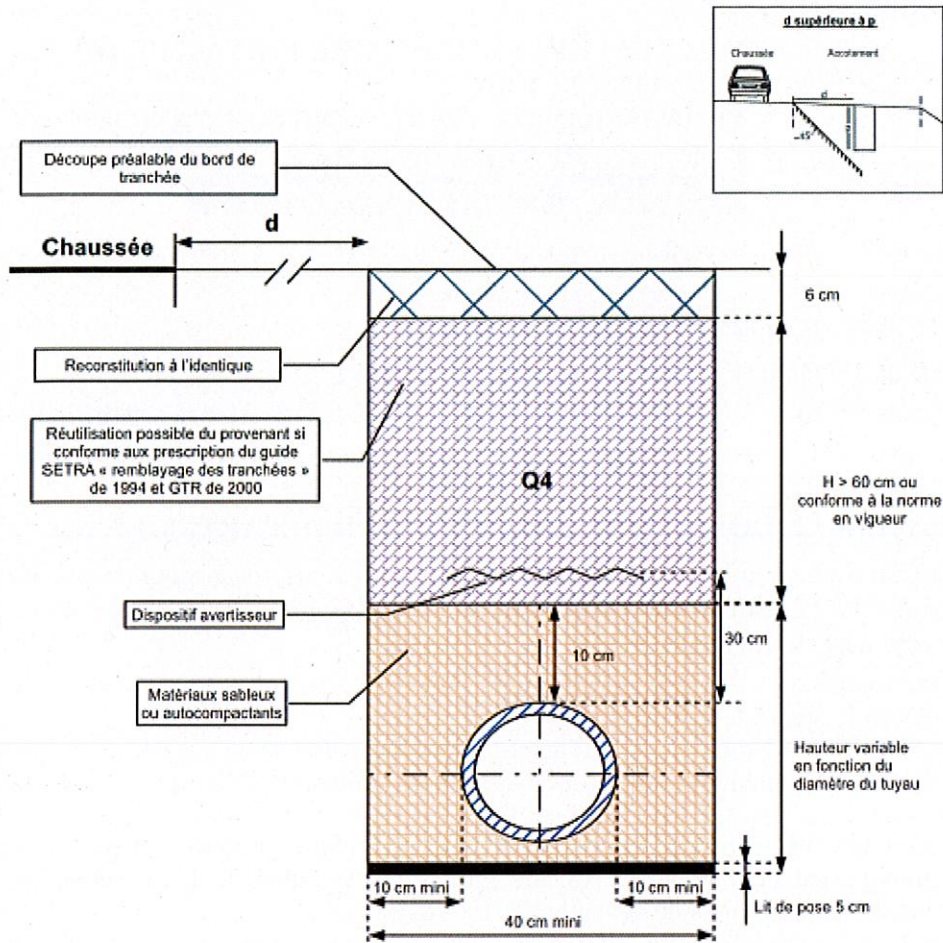 d supérieure à p
Chaussée
Accotement
d
45°
Découpe préalable du bord de
tranchée
Chaussée
d
6 cm
Reconstitution à l'identique
Réutilisation possible du provenant si
conforme aux prescription du guide
SETRA « remblayage des tranchées »
de 1994 et GTR de 2000
Q4
H > 60 cm ou
conforme à la norme
en vigueur
Dispositif avertisseur
30 cm
10 cm
Matériaux sableux
ou autocompactants
Hauteur variable
en fonction du
diamètre du tuyau
10 cm mini
10 cm mini
Lit de pose 5 cm
40 cm mini